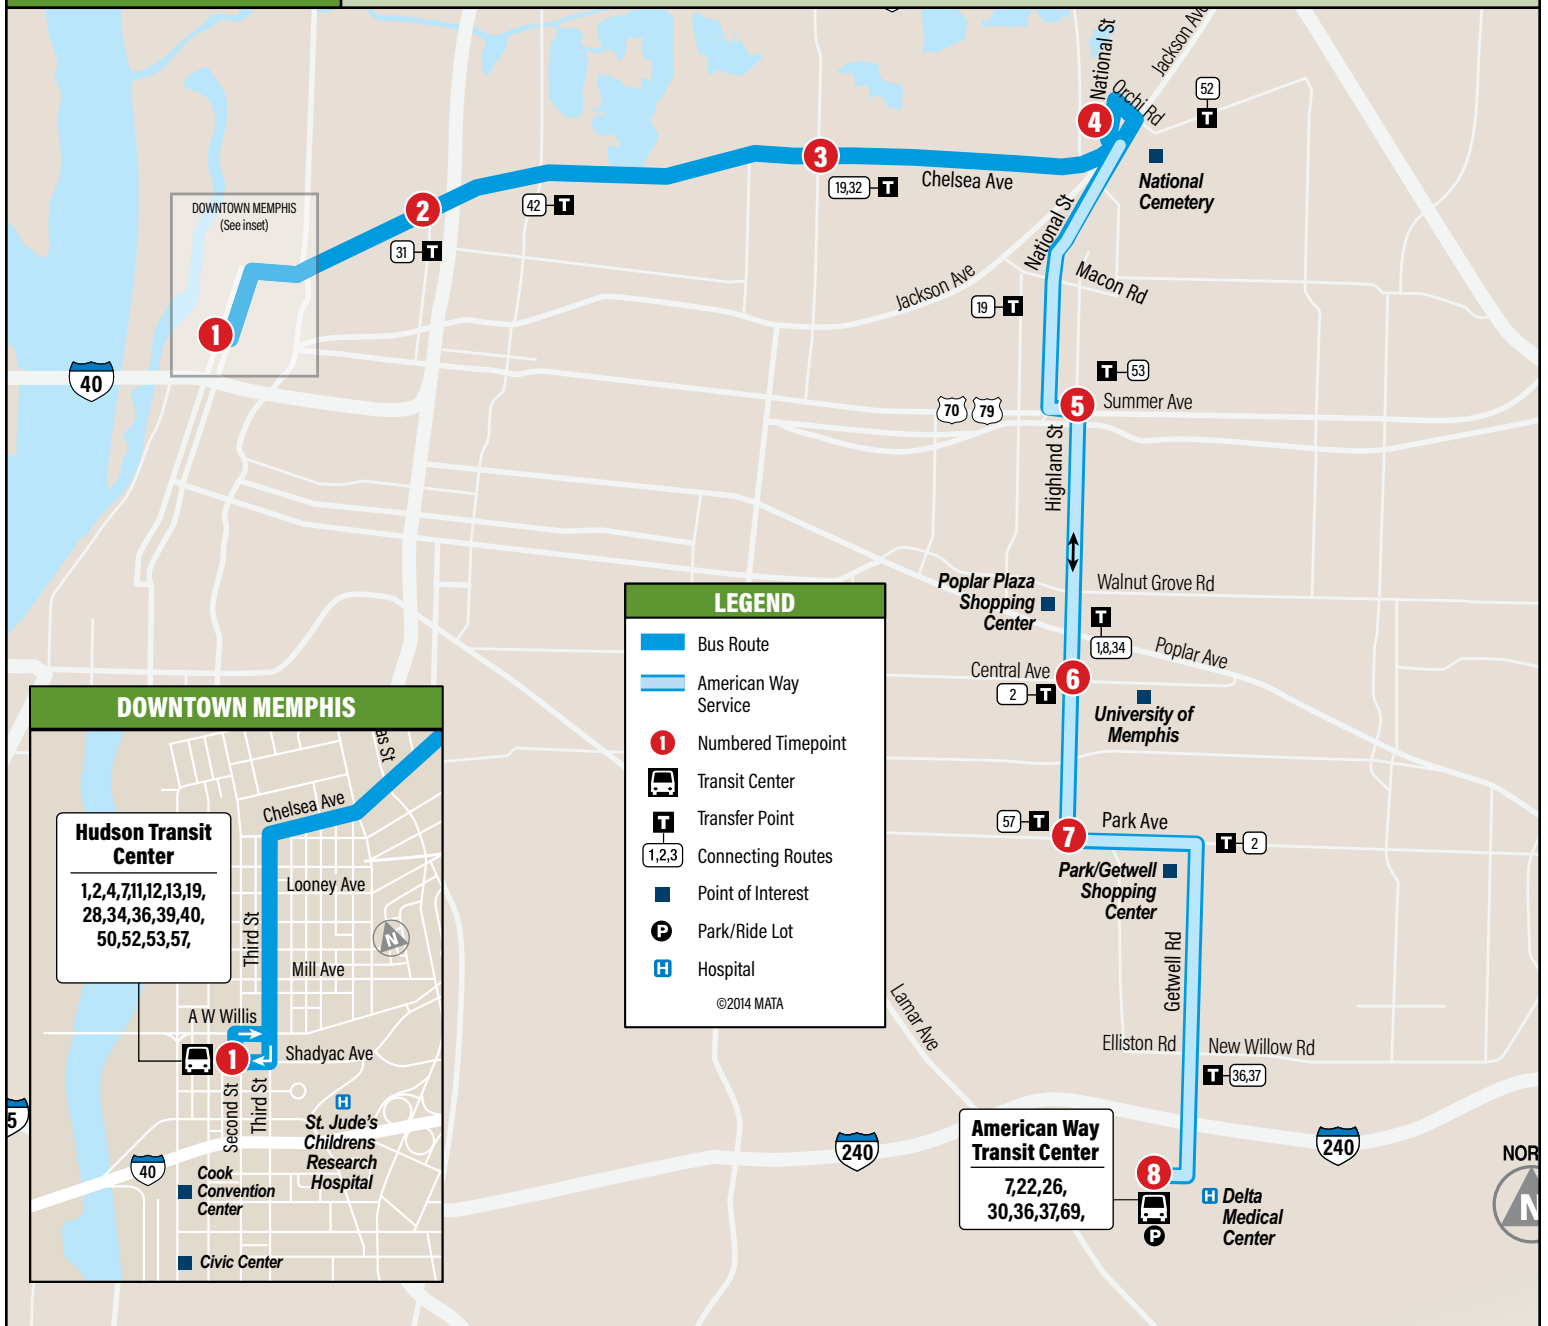 National St
Jackson Ave
Orchi Rd
52
T
4
3
Chelsea Ave
19,32
T
National
Cemetery
DOWNTOWN MEMPHIS
(See inset)
2
42
T
31
T
National St
Macon Rd
Jackson Ave
19
T
1
40
T
53
70
79
5
Summer Ave
Highland St
Poplar Plaza
Shopping
Center
Walnut Grove Rd
T
1,8,34
Poplar Ave
Central Ave
6
2
T
University of
Memphis
57
T
7
Park Ave
T
2
Park/Getwell
Shopping
Center
Getwell Rd
Lamar Ave
Elliston Rd
New Willow Rd
T
36,37
240
240
American Way
Transit Center
7,22,26,
30,36,37,69,
8
P
H Delta
Medical
Center
NOR
N
5
LEGEND
Bus Route
American Way
Service
1 Numbered Timepoint
Transit Center
T Transfer Point
1,2,3 Connecting Routes
Point of Interest
P Park/Ride Lot
H Hospital
©2014 MATA
DOWNTOWN MEMPHIS
as St
Chelsea Ave
Hudson Transit
Center
1,2,4,7,11,12,13,19,
28,34,36,39,40,
50,52,53,57,
Looney Ave
Third St
N
Mill Ave
A W Willis
1
Shadyac Ave
Second St
Third St
H
St. Jude's
Childrens
Research
Hospital
40
Cook
Convention
Center
Civic Center